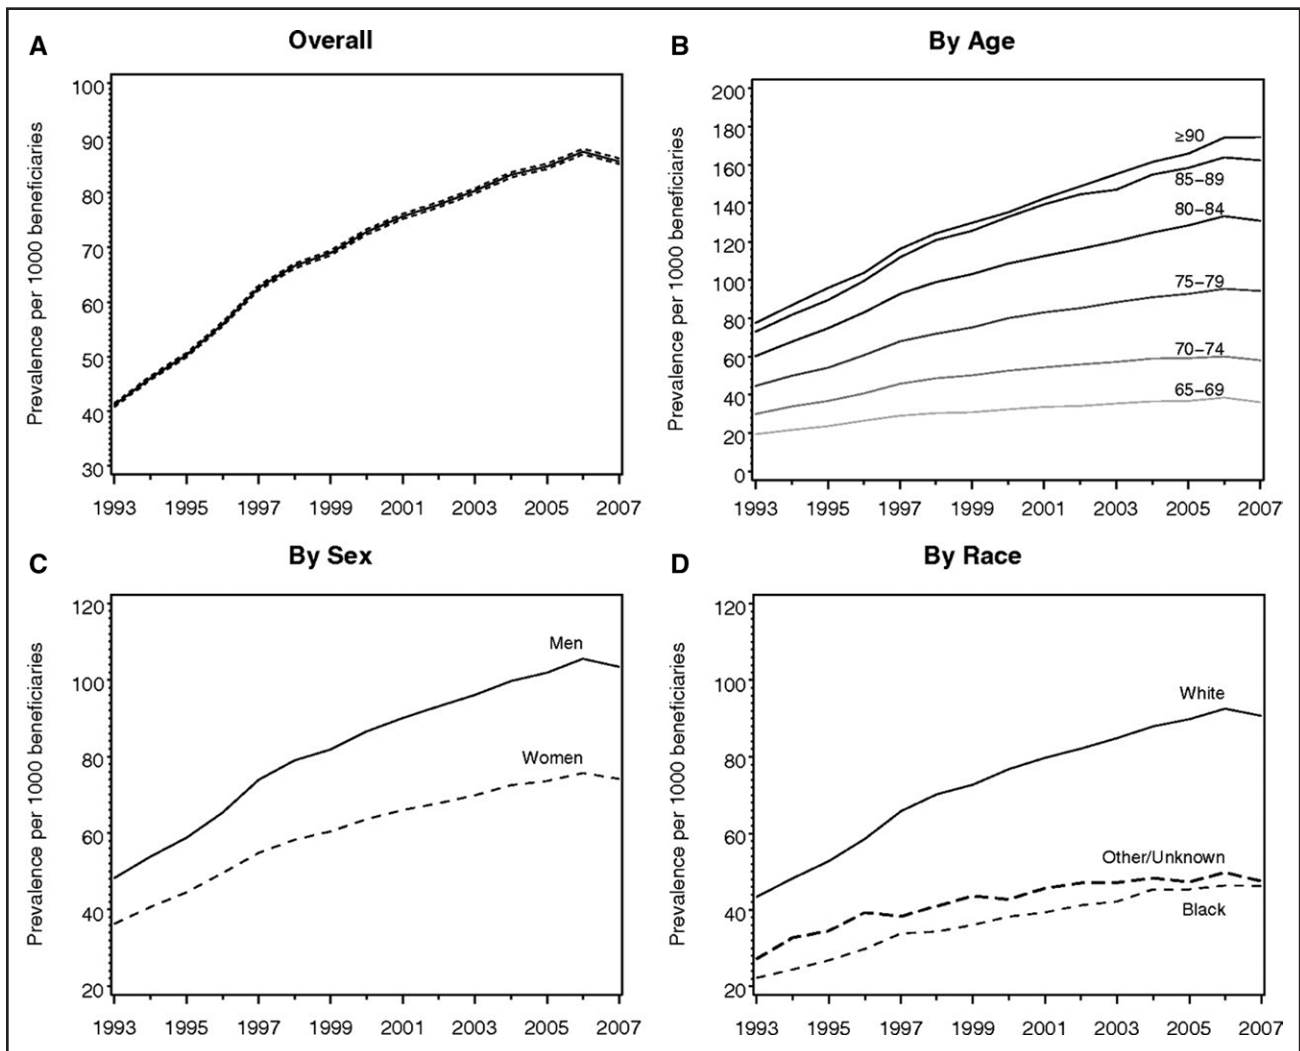 A
Overall
Prevalence per 1000 beneficiaries
100
90
80
70
60
50
40
30
1993 1995 1997 1999 2001 2003 2005 2007
B
By Age
Prevalence per 1000 beneficiaries
200
180
160
140
120
100
80
60
40
20
0
≥90
85–89
80–84
75–79
70–74
65–69
1993 1995 1997 1999 2001 2003 2005 2007
C
By Sex
Prevalence per 1000 beneficiaries
120
100
80
60
40
20
Men
Women
1993 1995 1997 1999 2001 2003 2005 2007
D
By Race
Prevalence per 1000 beneficiaries
120
100
80
60
40
20
White
Other/Unknown
Black
1993 1995 1997 1999 2001 2003 2005 2007